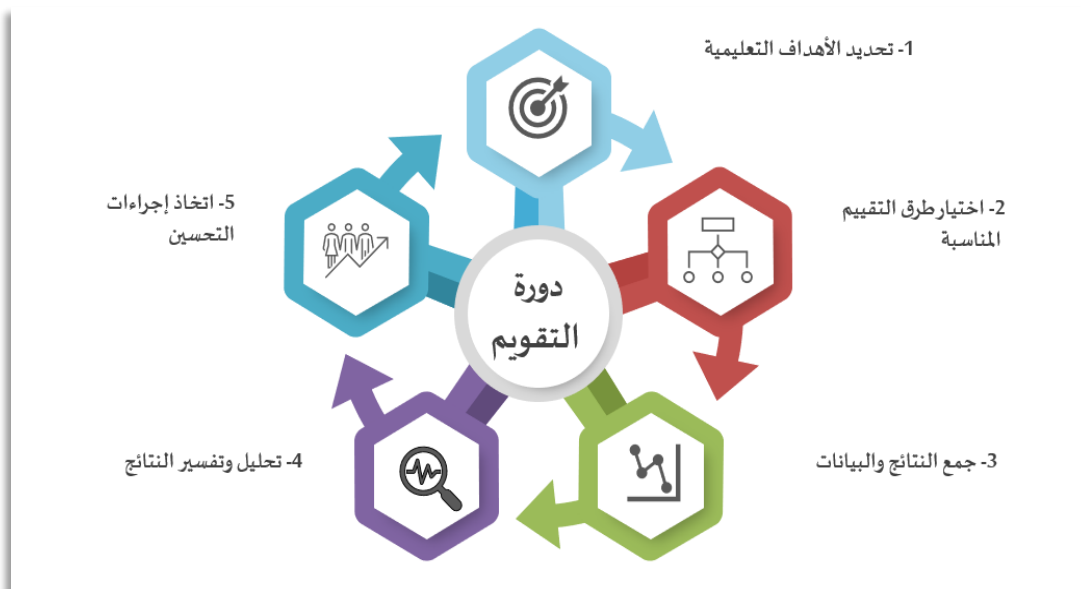 دورة
التقويم
1- تحديد الأهداف التعليمية
2- اختيار طرق التقييم
المناسبة
3- جمع النتائج والبيانات
4- تحليل وتفسير النتائج
5- اتخاذ إجراءات
التحسين